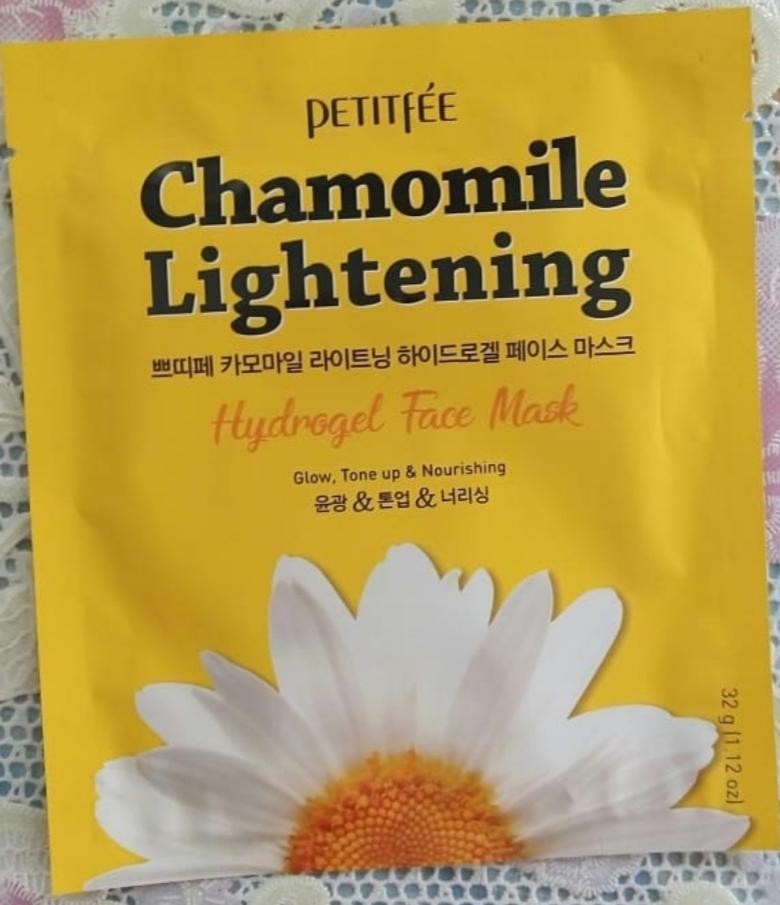 PETITFÉE
Chamomile
Lightening
쁘띠페 카모마일 라이트닝 하이드로겔 페이스 마스크
Hydrogel Face Mask
Glow, Tone up & Nourishing
윤광 & 톤업 & 너리싱
32 g (1.12 oz)